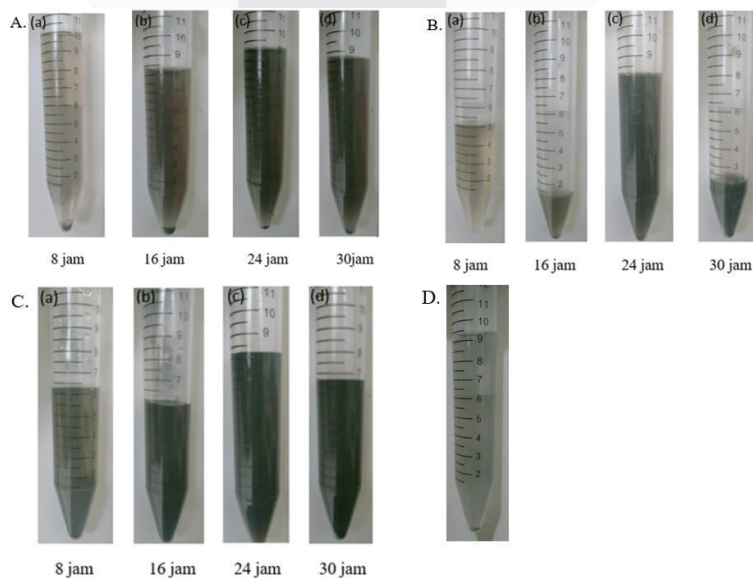 A. (a) (b) (c) (d)
8 jam 16 jam 24 jam 30jam
B. (a) (b) (c) (d)
8 jam 16 jam 24 jam 30 jam
C. (a) (b) (c) (d)
8 jam 16 jam 24 jam 30 jam
D.